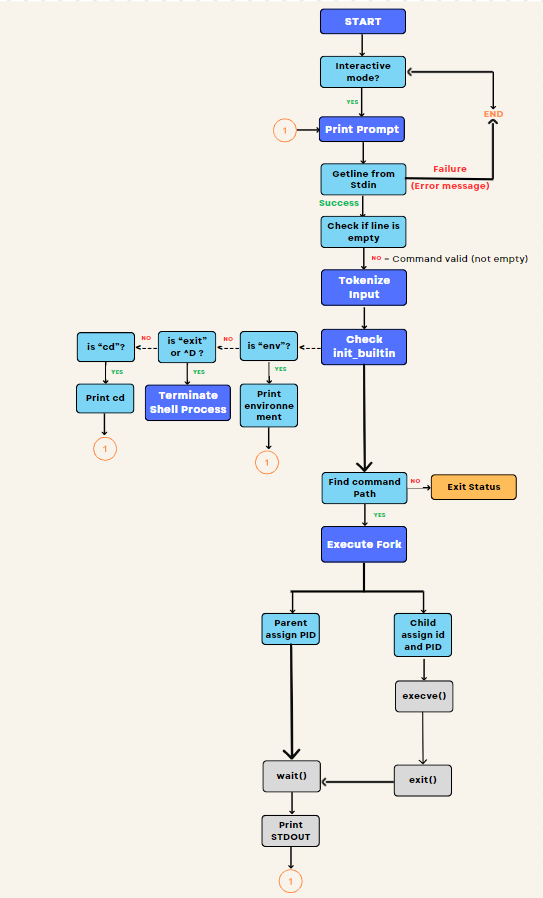 START
Interactive
mode?
YES
END
1
Print Prompt
Getline from
Stdin
Failure
(Error message)
Success
Check if line is
empty
NO - Command valid (not empty)
Tokenize
Input
Check
init_builtin
is "env"?
NO
is "exit"
or ^D ?
NO
is "cd"?
YES
YES
YES
Print cd
Terminate
Shell Process
Print
environne
ment
1
1
Find command
Path
NO
Exit Status
YES
Execute Fork
Parent
assign PID
Child
assign id
and PID
execve()
wait()
exit()
Print
STDOUT
1